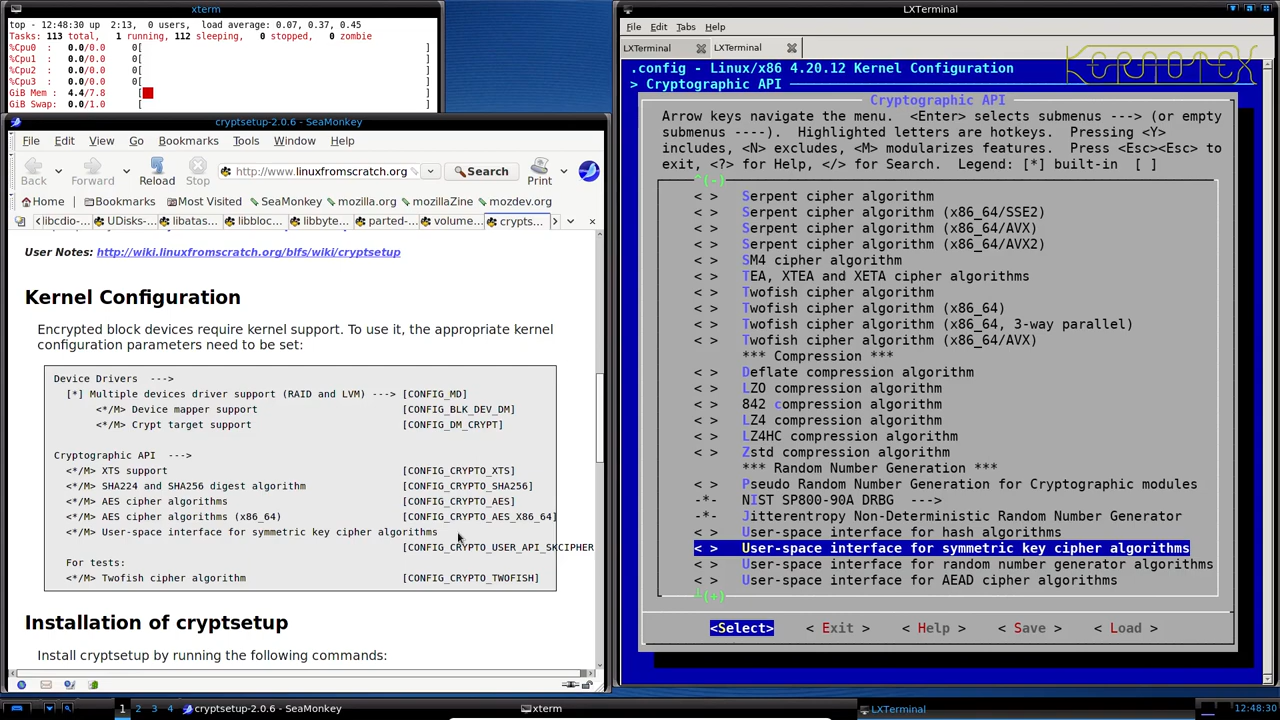 xterm
top - 12:48:30 up 2:13, 0 users, load average: 0.07, 0.37, 0.45
Tasks: 113 total, 1 running, 112 sleeping, 0 stopped, 0 zombie
%Cpu0 : 0.0/0.0 0[ ]
%Cpu1 : 0.0/0.0 0[ ]
%Cpu2 : 0.0/0.0 0[ ]
%Cpu3 : 0.0/0.0 0[ ]
GiB Mem : 4.4/7.8 [ ]
GiB Swap: 0.0/1.0 [ ]
cryptsetup-2.0.6 - SeaMonkey
File Edit View Go Bookmarks Tools Window Help
Back Forward Reload Stop http://www.linuxfromscratch.org Search Print
Home Bookmarks Most Visited SeaMonkey mozilla.org mozillaZine mozdev.org
libcdio-... UDisks-... libatas... libbloc... libbyte... parted-... volume... crypts...
User Notes: http://wiki.linuxfromscratch.org/blfs/wiki/cryptsetup
Kernel Configuration
Encrypted block devices require kernel support. To use it, the appropriate kernel
configuration parameters need to be set:
Device Drivers --->
[*] Multiple devices driver support (RAID and LVM) ---> [CONFIG_MD]
<*/M> Device mapper support [CONFIG_BLK_DEV_DM]
<*/M> Crypt target support [CONFIG_DM_CRYPT]
Cryptographic API --->
<*/M> XTS support [CONFIG_CRYPTO_XTS]
<*/M> SHA224 and SHA256 digest algorithm [CONFIG_CRYPTO_SHA256]
<*/M> AES cipher algorithms [CONFIG_CRYPTO_AES]
<*/M> AES cipher algorithms (x86_64) [CONFIG_CRYPTO_AES_X86_64]
<*/M> User-space interface for symmetric key cipher algorithms
[CONFIG_CRYPTO_USER_API_SKCIPHER
For tests:
<*/M> Twofish cipher algorithm [CONFIG_CRYPTO_TWOFISH]
Installation of cryptsetup
Install cryptsetup by running the following commands:
LXTerminal
File Edit Tabs Help
LXTerminal LXTerminal
.config - Linux/x86 4.20.12 Kernel Configuration
> Cryptographic API
Cryptographic API
Arrow keys navigate the menu. <Enter> selects submenus ---> (or empty
submenus ----). Highlighted letters are hotkeys. Pressing <Y>
includes, <N> excludes, <M> modularizes features. Press <Esc><Esc> to
exit, <?> for Help, </> for Search. Legend: [*] built-in [ ]
^(-)
< > Serpent cipher algorithm
< > Serpent cipher algorithm (x86_64/SSE2)
< > Serpent cipher algorithm (x86_64/AVX)
< > Serpent cipher algorithm (x86_64/AVX2)
< > SM4 cipher algorithm
< > TEA, XTEA and XETA cipher algorithms
< > Twofish cipher algorithm
< > Twofish cipher algorithm (x86_64)
< > Twofish cipher algorithm (x86_64, 3-way parallel)
< > Twofish cipher algorithm (x86_64/AVX)
*** Compression ***
< > Deflate compression algorithm
< > LZO compression algorithm
< > 842 compression algorithm
< > LZ4 compression algorithm
< > LZ4HC compression algorithm
< > Zstd compression algorithm
*** Random Number Generation ***
< > Pseudo Random Number Generation for Cryptographic modules
-*- NIST SP800-90A DRBG --->
-*- Jitterentropy Non-Deterministic Random Number Generator
< > User-space interface for hash algorithms
< > User-space interface for symmetric key cipher algorithms
< > User-space interface for random number generator algorithms
< > User-space interface for AEAD cipher algorithms
(+)
<Select> < Exit > < Help > < Save > < Load >
1 2 3 4 cryptsetup-2.0.6 - SeaMonkey xterm LXTerminal 12:48:30